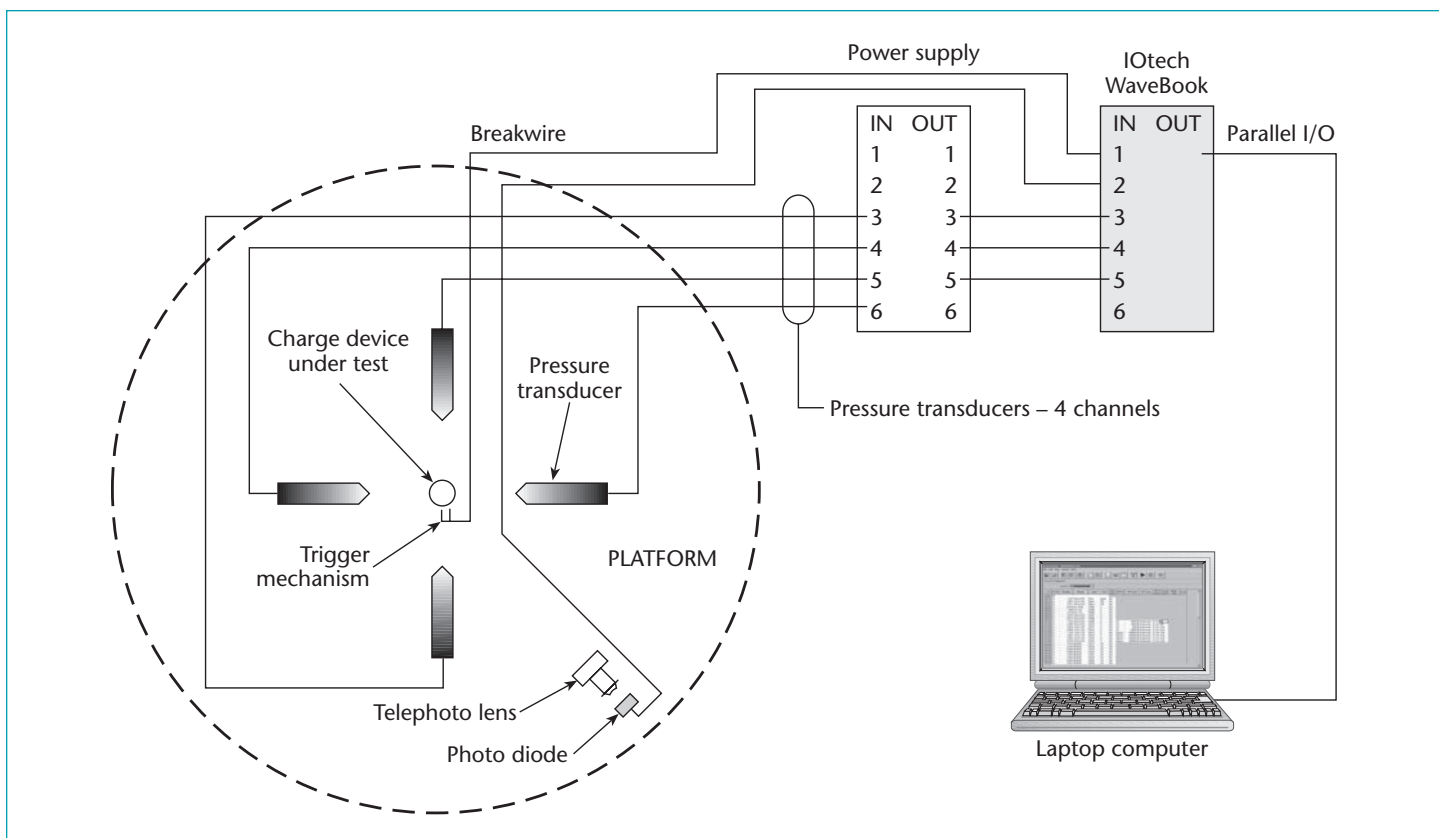 Power supply
IOtech
WaveBook
Breakwire
IN OUT
1 1
2 2
3 3
4 4
5 5
6 6
IN OUT
1
2
3
4
5
6
Parallel I/O
Charge device
under test
Pressure
transducer
Pressure transducers – 4 channels
Trigger
mechanism
PLATFORM
Telephoto lens
Photo diode
Laptop computer